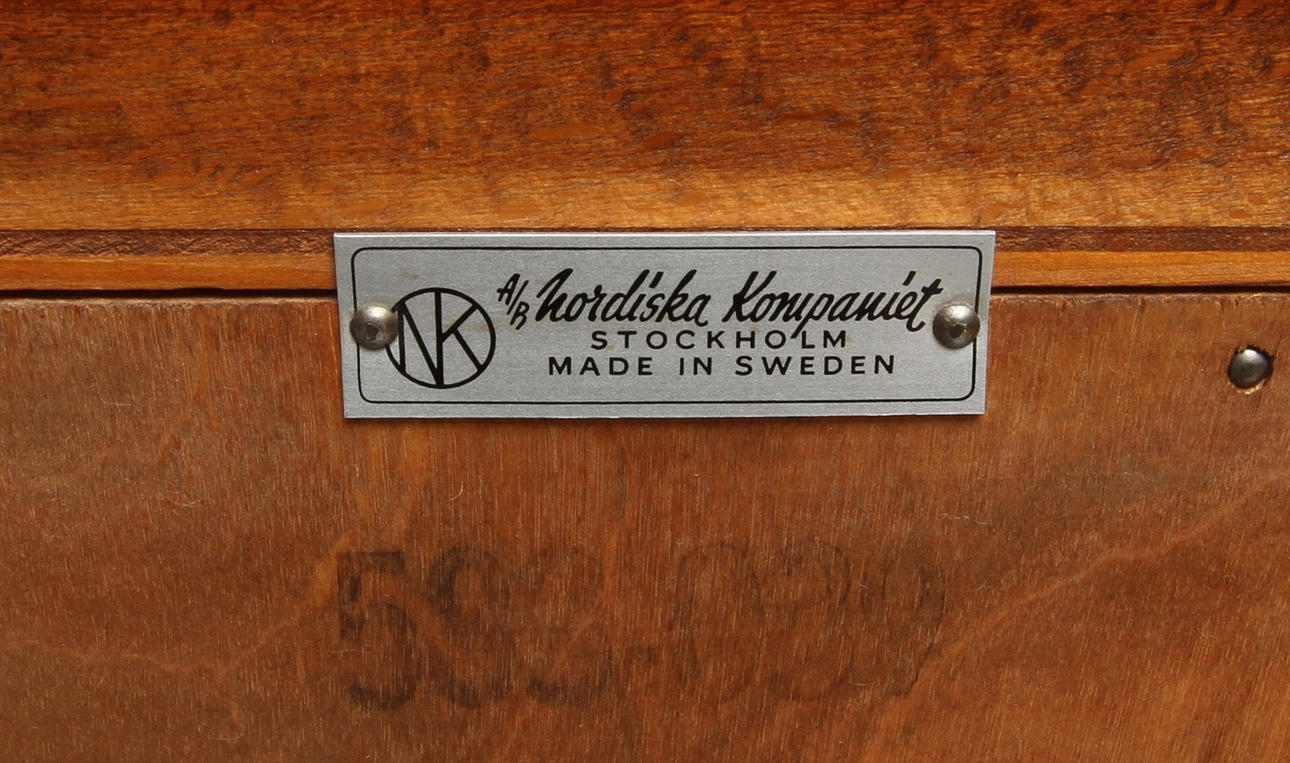 NK
A/B Nordiska Kompaniet
STOCKHOLM
MADE IN SWEDEN